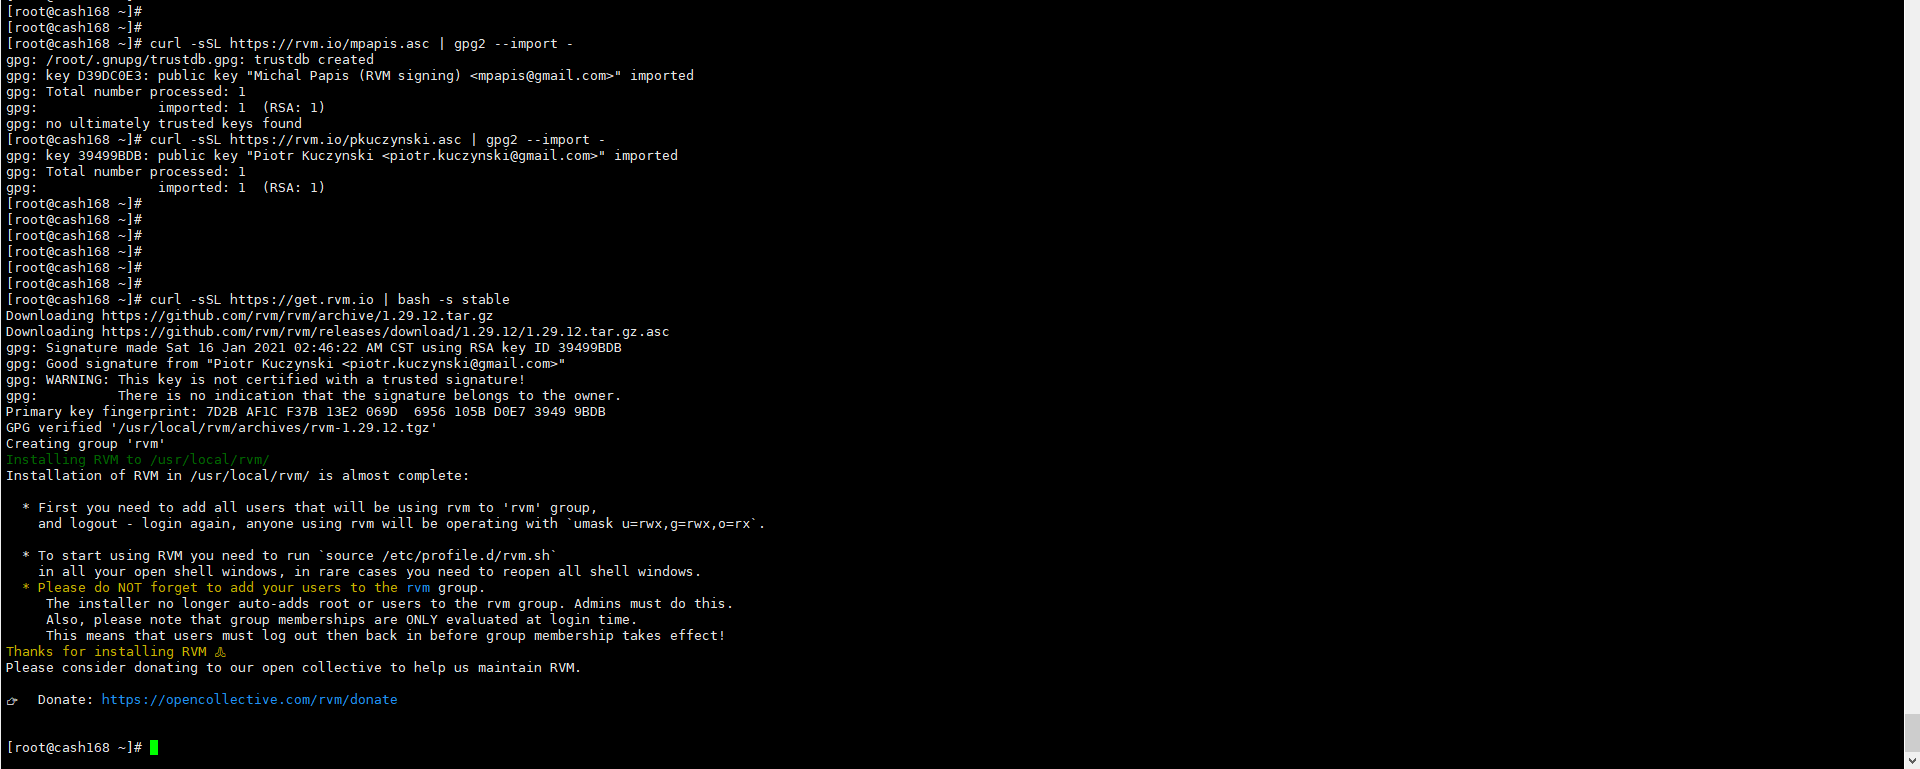 [root@cash168 ~]#
[root@cash168 ~]#
[root@cash168 ~]# curl -sSL https://rvm.io/mpapis.asc | gpg2 --import -
gpg: /root/.gnupg/trustdb.gpg: trustdb created
gpg: key D39DC0E3: public key "Michal Papis (RVM signing) <mpapis@gmail.com>" imported
gpg: Total number processed: 1
gpg:               imported: 1  (RSA: 1)
gpg: no ultimately trusted keys found
[root@cash168 ~]# curl -sSL https://rvm.io/pkuczynski.asc | gpg2 --import -
gpg: key 39499BDB: public key "Piotr Kuczynski <piotr.kuczynski@gmail.com>" imported
gpg: Total number processed: 1
gpg:               imported: 1  (RSA: 1)
[root@cash168 ~]#
[root@cash168 ~]#
[root@cash168 ~]#
[root@cash168 ~]#
[root@cash168 ~]#
[root@cash168 ~]#
[root@cash168 ~]# curl -sSL https://get.rvm.io | bash -s stable
Downloading https://github.com/rvm/rvm/archive/1.29.12.tar.gz
Downloading https://github.com/rvm/rvm/releases/download/1.29.12/1.29.12.tar.gz.asc
gpg: Signature made Sat 16 Jan 2021 02:46:22 AM CST using RSA key ID 39499BDB
gpg: Good signature from "Piotr Kuczynski <piotr.kuczynski@gmail.com>"
gpg: WARNING: This key is not certified with a trusted signature!
gpg:          There is no indication that the signature belongs to the owner.
Primary key fingerprint: 7D2B AF1C F37B 13E2 069D  6956 105B D0E7 3949 9BDB
GPG verified '/usr/local/rvm/archives/rvm-1.29.12.tgz'
Creating group 'rvm'
Installing RVM to /usr/local/rvm/
Installation of RVM in /usr/local/rvm/ is almost complete:
  * First you need to add all users that will be using rvm to 'rvm' group,
    and logout - login again, anyone using rvm will be operating with `umask u=rwx,g=rwx,o=rx`.
  * To start using RVM you need to run `source /etc/profile.d/rvm.sh`
    in all your open shell windows, in rare cases you need to reopen all shell windows.
  * Please do NOT forget to add your users to the rvm group.
     The installer no longer auto-adds root or users to the rvm group. Admins must do this.
     Also, please note that group memberships are ONLY evaluated at login time.
     This means that users must log out then back in before group membership takes effect!
Thanks for installing RVM 🙏
Please consider donating to our open collective to help us maintain RVM.
👉  Donate: https://opencollective.com/rvm/donate
[root@cash168 ~]#